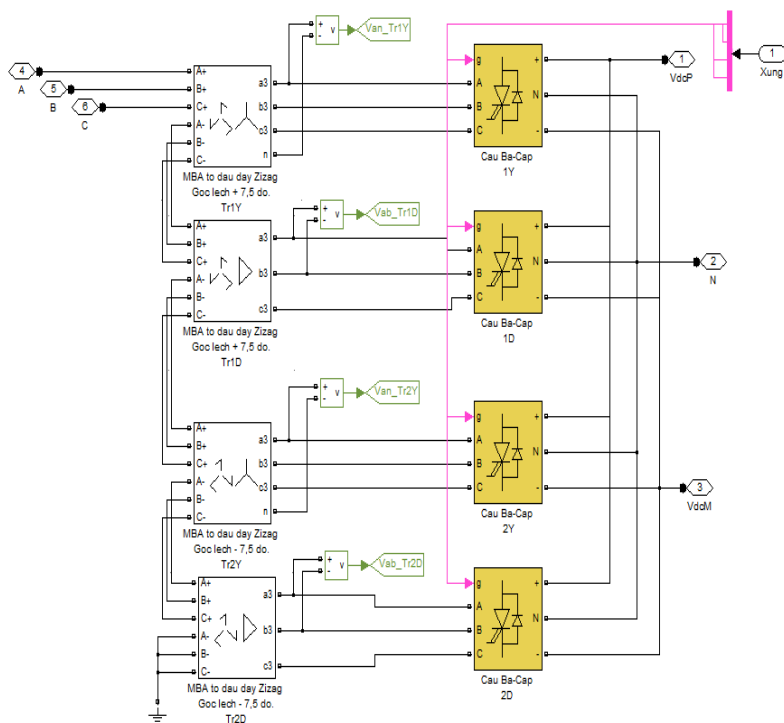 +
-
v
Van_Tr1Y
4
A
5
B
6
C
A+
B+
C+
A-
B-
C-
a3
b3
c3
n
MBA to dau day Zizag
Goc lech + 7,5 do.
Tr1Y
g
A
B
C
+
N
-
Cau Ba-Cap
1Y
1
VdcP
1
Xung
+
-
v
Vab_Tr1D
A+
B+
C+
A-
B-
C-
a3
b3
c3
MBA to dau day Zizag
Goc lech + 7,5 do.
Tr1D
g
A
B
C
+
N
-
Cau Ba-Cap
1D
2
N
+
-
v
Van_Tr2Y
A+
B+
C+
A-
B-
C-
a3
b3
c3
n
MBA to dau day Zizag
Goc lech - 7,5 do.
Tr2Y
g
A
B
C
+
N
-
Cau Ba-Cap
2Y
3
VdcM
+
-
v
Vab_Tr2D
A+
B+
C+
A-
B-
C-
a3
b3
c3
MBA to dau day Zizag
Goc lech - 7,5 do.
Tr2D
g
A
B
C
+
N
-
Cau Ba-Cap
2D